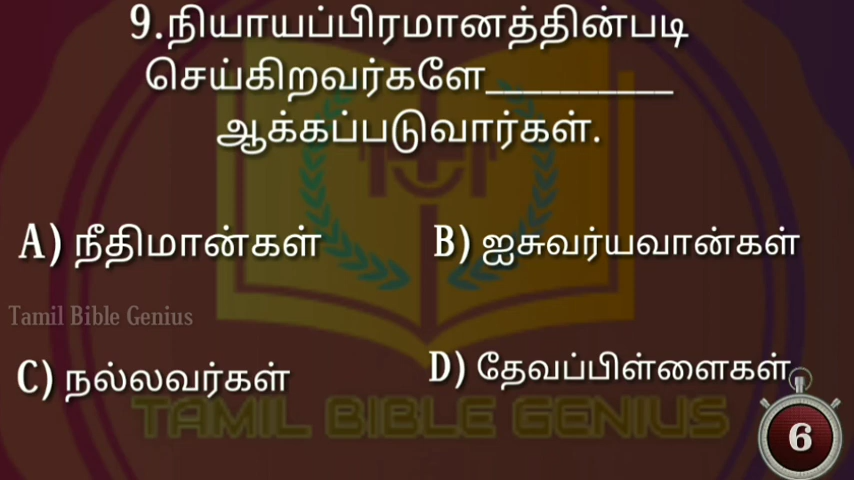 9.நியாயப்பிரமானத்தின்படி
செய்கிறவர்களே__________
ஆக்கப்படுவார்கள்.
A) நீதிமான்கள்
B) ஐசுவர்யவான்கள்
Tamil Bible Genius
C) நல்லவர்கள்
D) தேவப்பிள்ளைகள்
TAMIL BIBLE GENIUS
6